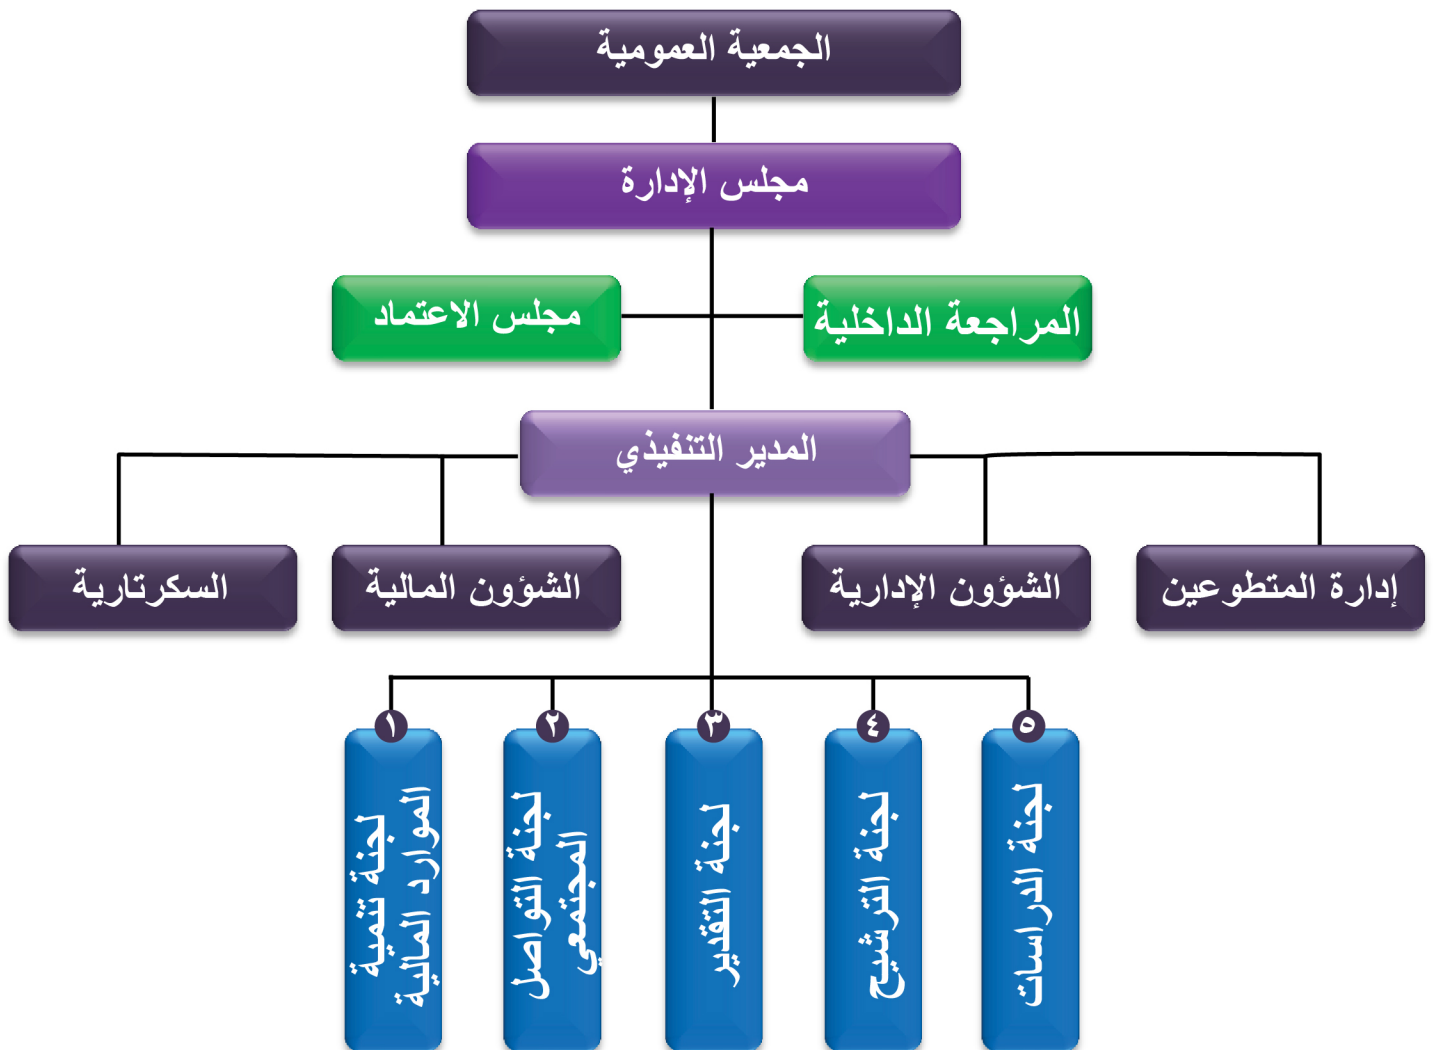 الجمعية العمومية
مجلس الإدارة
المراجعة الداخلية
مجلس الاعتماد
المدير التنفيذي
إدارة المتطوعين
الشؤون الإدارية
الشؤون المالية
السكرتارية
٥
٤
٣
٢
١
لجنة الدراسات
لجنة الترشيح
لجنة التقدير
لجنة التواصل
المجتمعي
لجنة تنمية
الموارد المالية